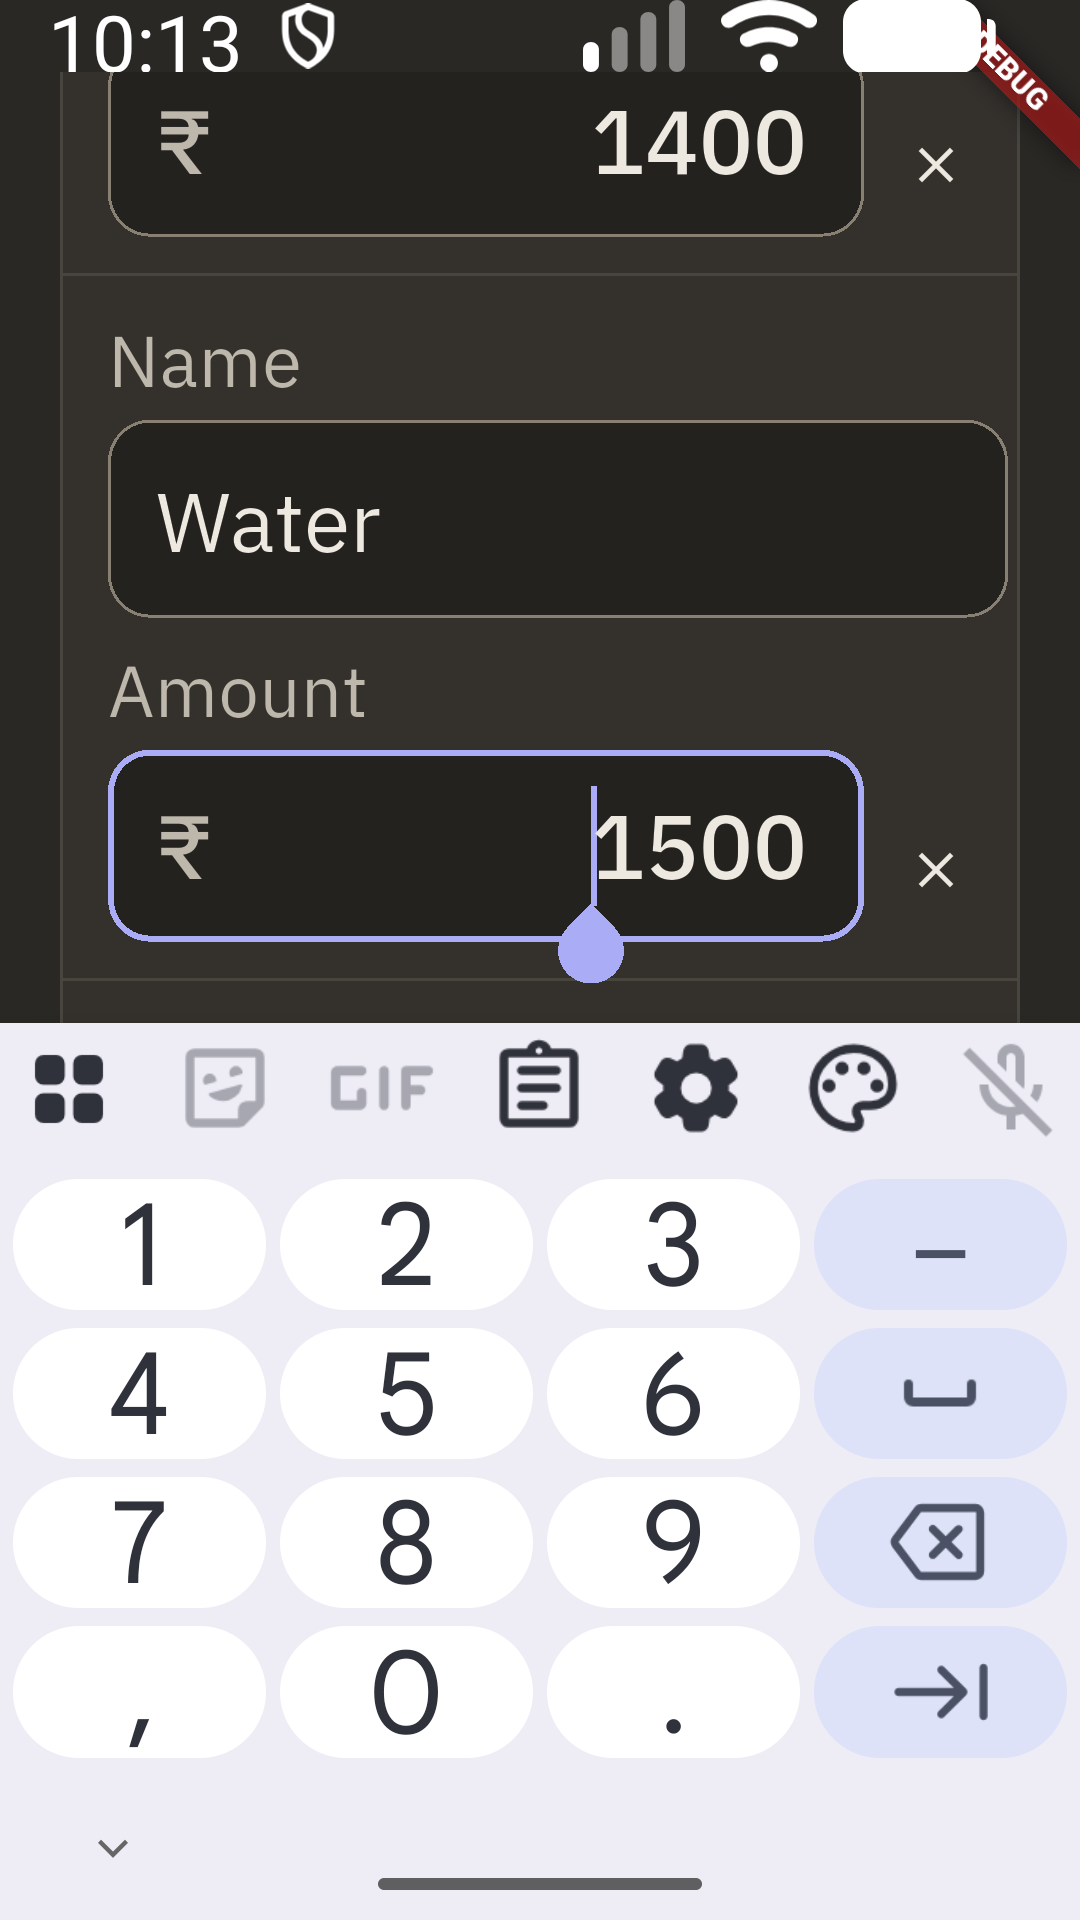 10:13
DEBUG
₹ 1400 ×
Name
Water
Amount
₹ 1500 ×
GIF
1 2 3 –
4 5 6
7 8 9
, 0 .